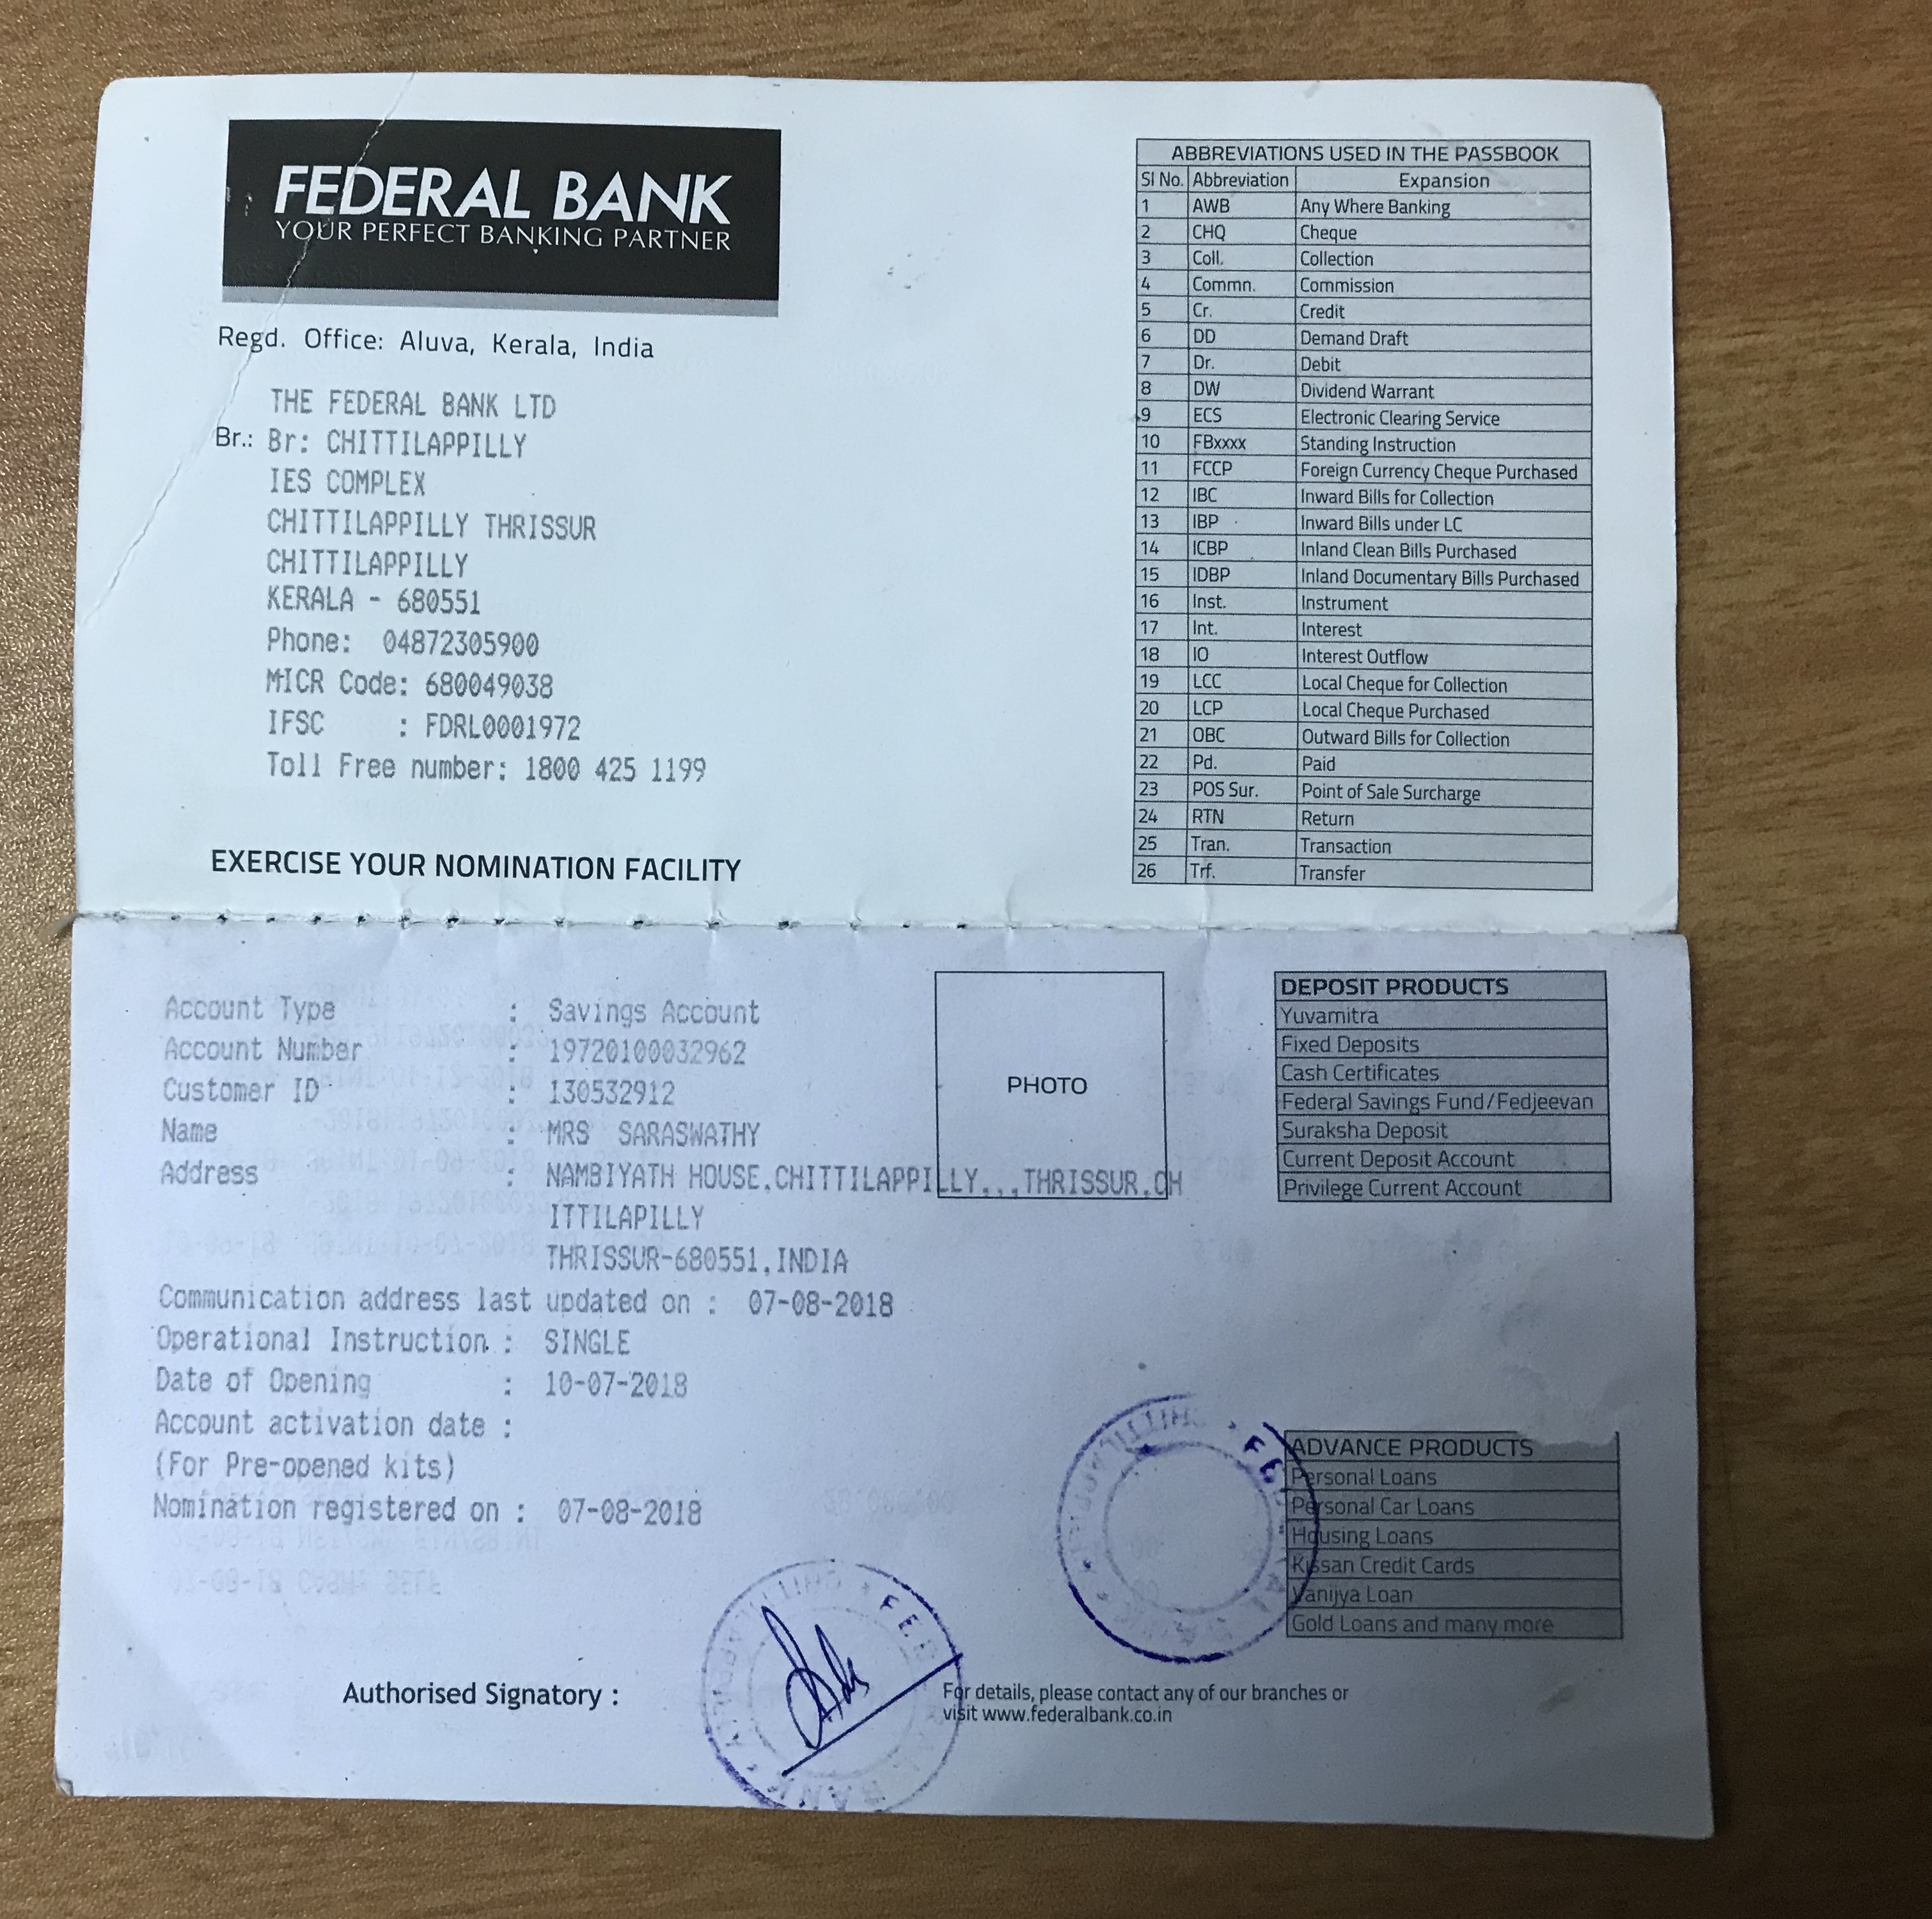 FEDERAL BANK
YOUR PERFECT BANKING PARTNER
Regd. Office: Aluva, Kerala, India
THE FEDERAL BANK LTD
Br.: Br: CHITTILAPPILLY
IES COMPLEX
CHITTILAPPILLY THRISSUR
CHITTILAPPILLY
KERALA - 680551
Phone: 04872305900
MICR Code: 680049038
IFSC : FDRL0001972
Toll Free number: 1800 425 1199
EXERCISE YOUR NOMINATION FACILITY
ABBREVIATIONS USED IN THE PASSBOOK
Sl No. Abbreviation Expansion
1 AWB Any Where Banking
2 CHQ Cheque
3 Coll. Collection
4 Commn. Commission
5 Cr. Credit
6 DD Demand Draft
7 Dr. Debit
8 DW Dividend Warrant
9 ECS Electronic Clearing Service
10 FBxxxx Standing Instruction
11 FCCP Foreign Currency Cheque Purchased
12 IBC Inward Bills for Collection
13 IBP Inward Bills under LC
14 ICBP Inland Clean Bills Purchased
15 IDBP Inland Documentary Bills Purchased
16 Inst. Instrument
17 Int. Interest
18 IO Interest Outflow
19 LCC Local Cheque for Collection
20 LCP Local Cheque Purchased
21 OBC Outward Bills for Collection
22 Pd. Paid
23 POS Sur. Point of Sale Surcharge
24 RTN Return
25 Tran. Transaction
26 Trf. Transfer
Account Type : Savings Account
Account Number : 19720100032962
Customer ID : 130532912
Name : MRS SARASWATHY
Address : NAMBIYATH HOUSE,CHITTILAPPILLY,,,THRISSUR,CH
ITTILAPILLY
THRISSUR-680551,INDIA
Communication address last updated on : 07-08-2018
Operational Instruction : SINGLE
Date of Opening : 10-07-2018
Account activation date :
(For Pre-opened kits)
Nomination registered on : 07-08-2018
PHOTO
DEPOSIT PRODUCTS
Yuvamitra
Fixed Deposits
Cash Certificates
Federal Savings Fund/Fedjeevan
Suraksha Deposit
Current Deposit Account
Privilege Current Account
ADVANCE PRODUCTS
Personal Loans
Personal Car Loans
Housing Loans
Kissan Credit Cards
Vanijya Loan
Gold Loans and many more
Authorised Signatory :
For details, please contact any of our branches or
visit www.federalbank.co.in